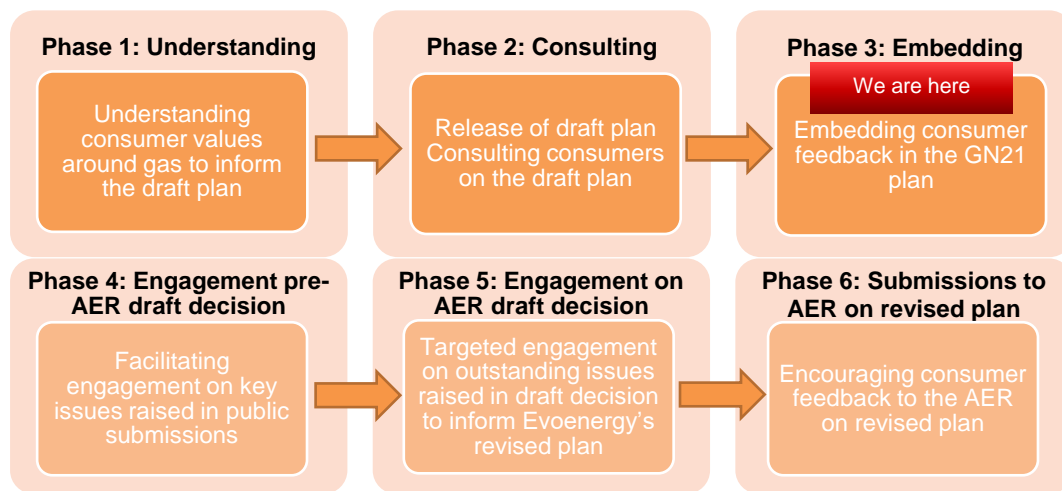 Phase 1: Understanding
Understanding
consumer values
around gas to inform
the draft plan
Phase 2: Consulting
Release of draft plan
Consulting consumers
on the draft plan
Phase 3: Embedding
We are here
Embedding consumer
feedback in the GN21
plan
Phase 4: Engagement pre-
AER draft decision
Facilitating
engagement on key
issues raised in public
submissions
Phase 5: Engagement on
AER draft decision
Targeted engagement
on outstanding issues
raised in draft decision
to inform Evoenergy's
revised plan
Phase 6: Submissions to
AER on revised plan
Encouraging consumer
feedback to the AER
on revised plan